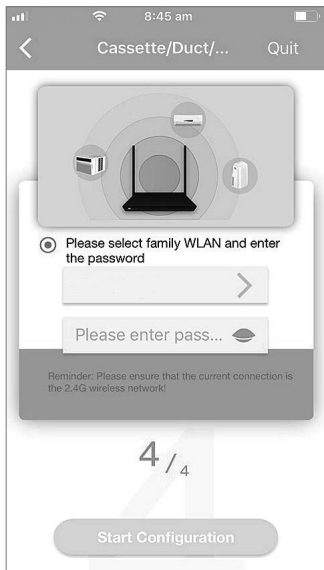 8:45 am
Cassette/Duct/... Quit
Please select family WLAN and enter
the password
Please enter pass...
Reminder: Please ensure that the current connection is
the 2.4G wireless network!
4 / 4
Start Configuration